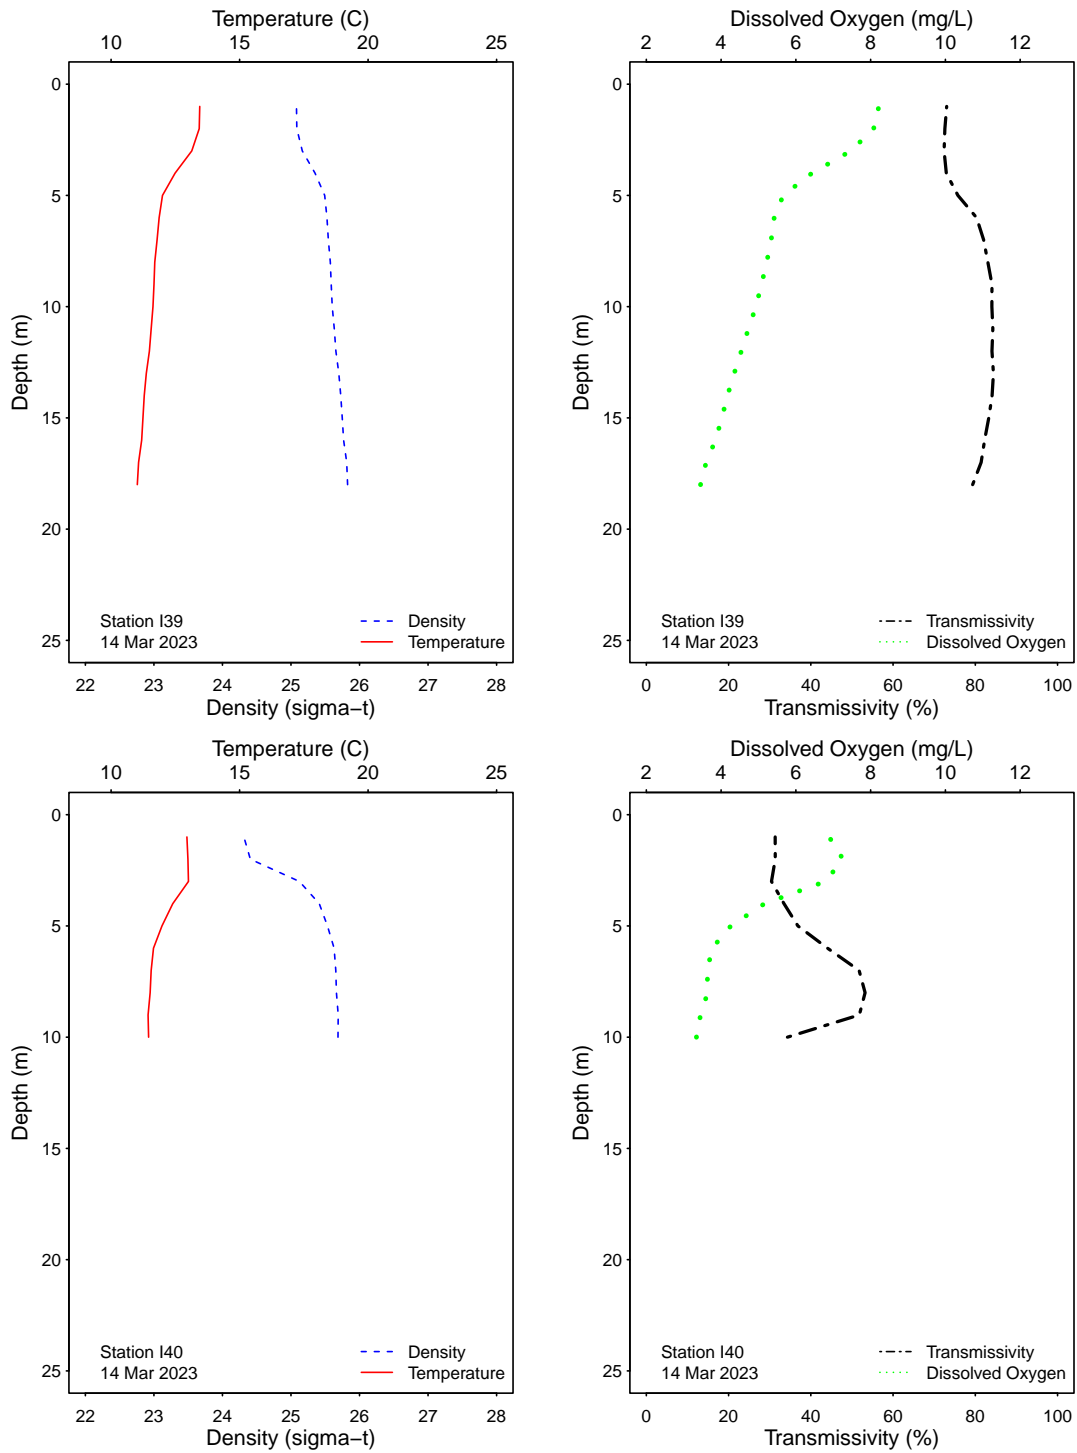 Temperature (C)
10 15 20 25
0
5
10
15
20
25
Depth (m)
Station I39
14 Mar 2023
Density
Temperature
22 23 24 25 26 27 28
Density (sigma−t)
Dissolved Oxygen (mg/L)
2 4 6 8 10 12
0
5
10
15
20
25
Depth (m)
Station I39
14 Mar 2023
Transmissivity
Dissolved Oxygen
0 20 40 60 80 100
Transmissivity (%)
Temperature (C)
10 15 20 25
0
5
10
15
20
25
Depth (m)
Station I40
14 Mar 2023
Density
Temperature
22 23 24 25 26 27 28
Density (sigma−t)
Dissolved Oxygen (mg/L)
2 4 6 8 10 12
0
5
10
15
20
25
Depth (m)
Station I40
14 Mar 2023
Transmissivity
Dissolved Oxygen
0 20 40 60 80 100
Transmissivity (%)